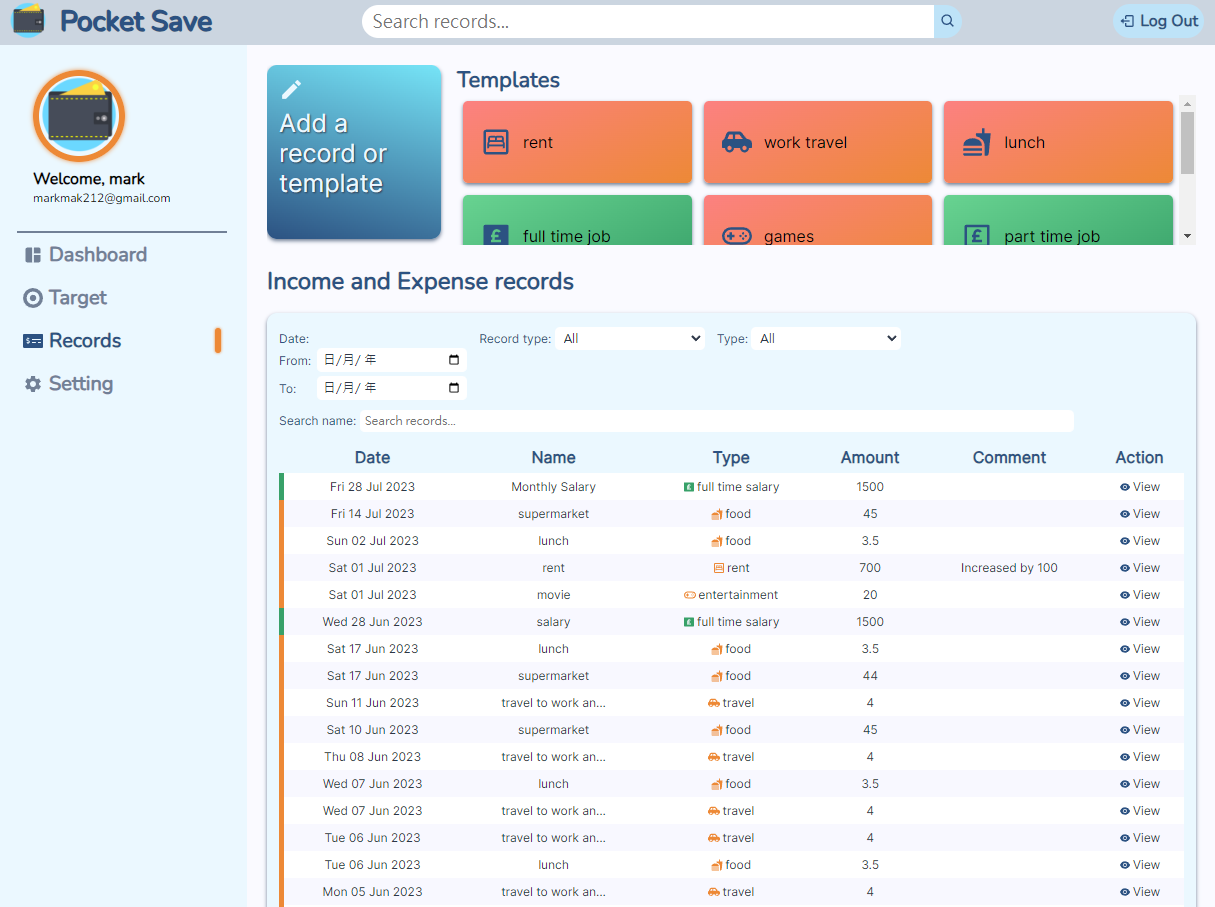 Pocket Save
Search records...
Log Out
Welcome, mark
markmak212@gmail.com
Dashboard
Target
Records
Setting
Add a
record or
template
Templates
rent
work travel
lunch
full time job
games
part time job
Income and Expense records
Date:
Record type: All
Type: All
From: 日/月/ 年
To: 日/月/ 年
Search name: Search records...
Date Name Type Amount Comment Action
Fri 28 Jul 2023 Monthly Salary full time salary 1500 View
Fri 14 Jul 2023 supermarket food 45 View
Sun 02 Jul 2023 lunch food 3.5 View
Sat 01 Jul 2023 rent rent 700 Increased by 100 View
Sat 01 Jul 2023 movie entertainment 20 View
Wed 28 Jun 2023 salary full time salary 1500 View
Sat 17 Jun 2023 lunch food 3.5 View
Sat 17 Jun 2023 supermarket food 44 View
Sun 11 Jun 2023 travel to work an... travel 4 View
Sat 10 Jun 2023 supermarket food 45 View
Thu 08 Jun 2023 travel to work an... travel 4 View
Wed 07 Jun 2023 lunch food 3.5 View
Wed 07 Jun 2023 travel to work an... travel 4 View
Tue 06 Jun 2023 travel to work an... travel 4 View
Tue 06 Jun 2023 lunch food 3.5 View
Mon 05 Jun 2023 travel to work an... travel 4 View